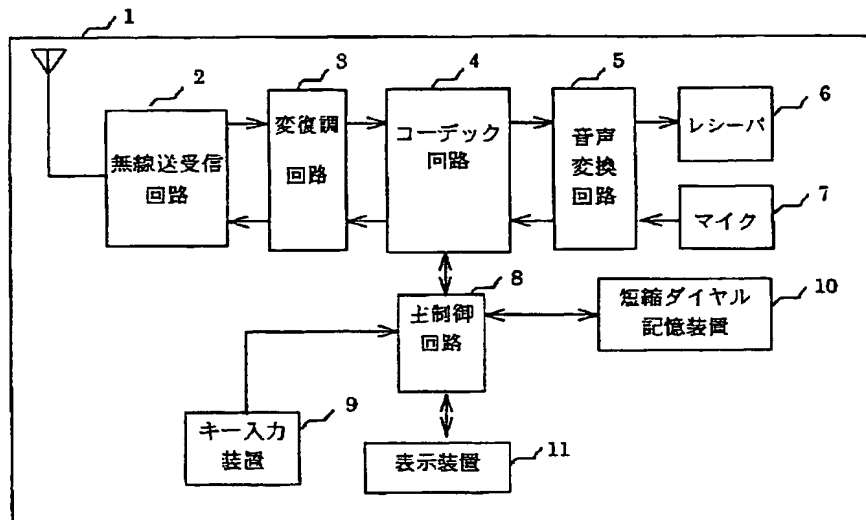 1
2
3
4
5
6
無線送受信
回路
変復調
回路
コーデック
回路
音声
変換
回路
レシーバ
7
マイク
8
主制御
回路
10
短縮ダイヤル
記憶装置
9
キー入力
装置
11
表示装置